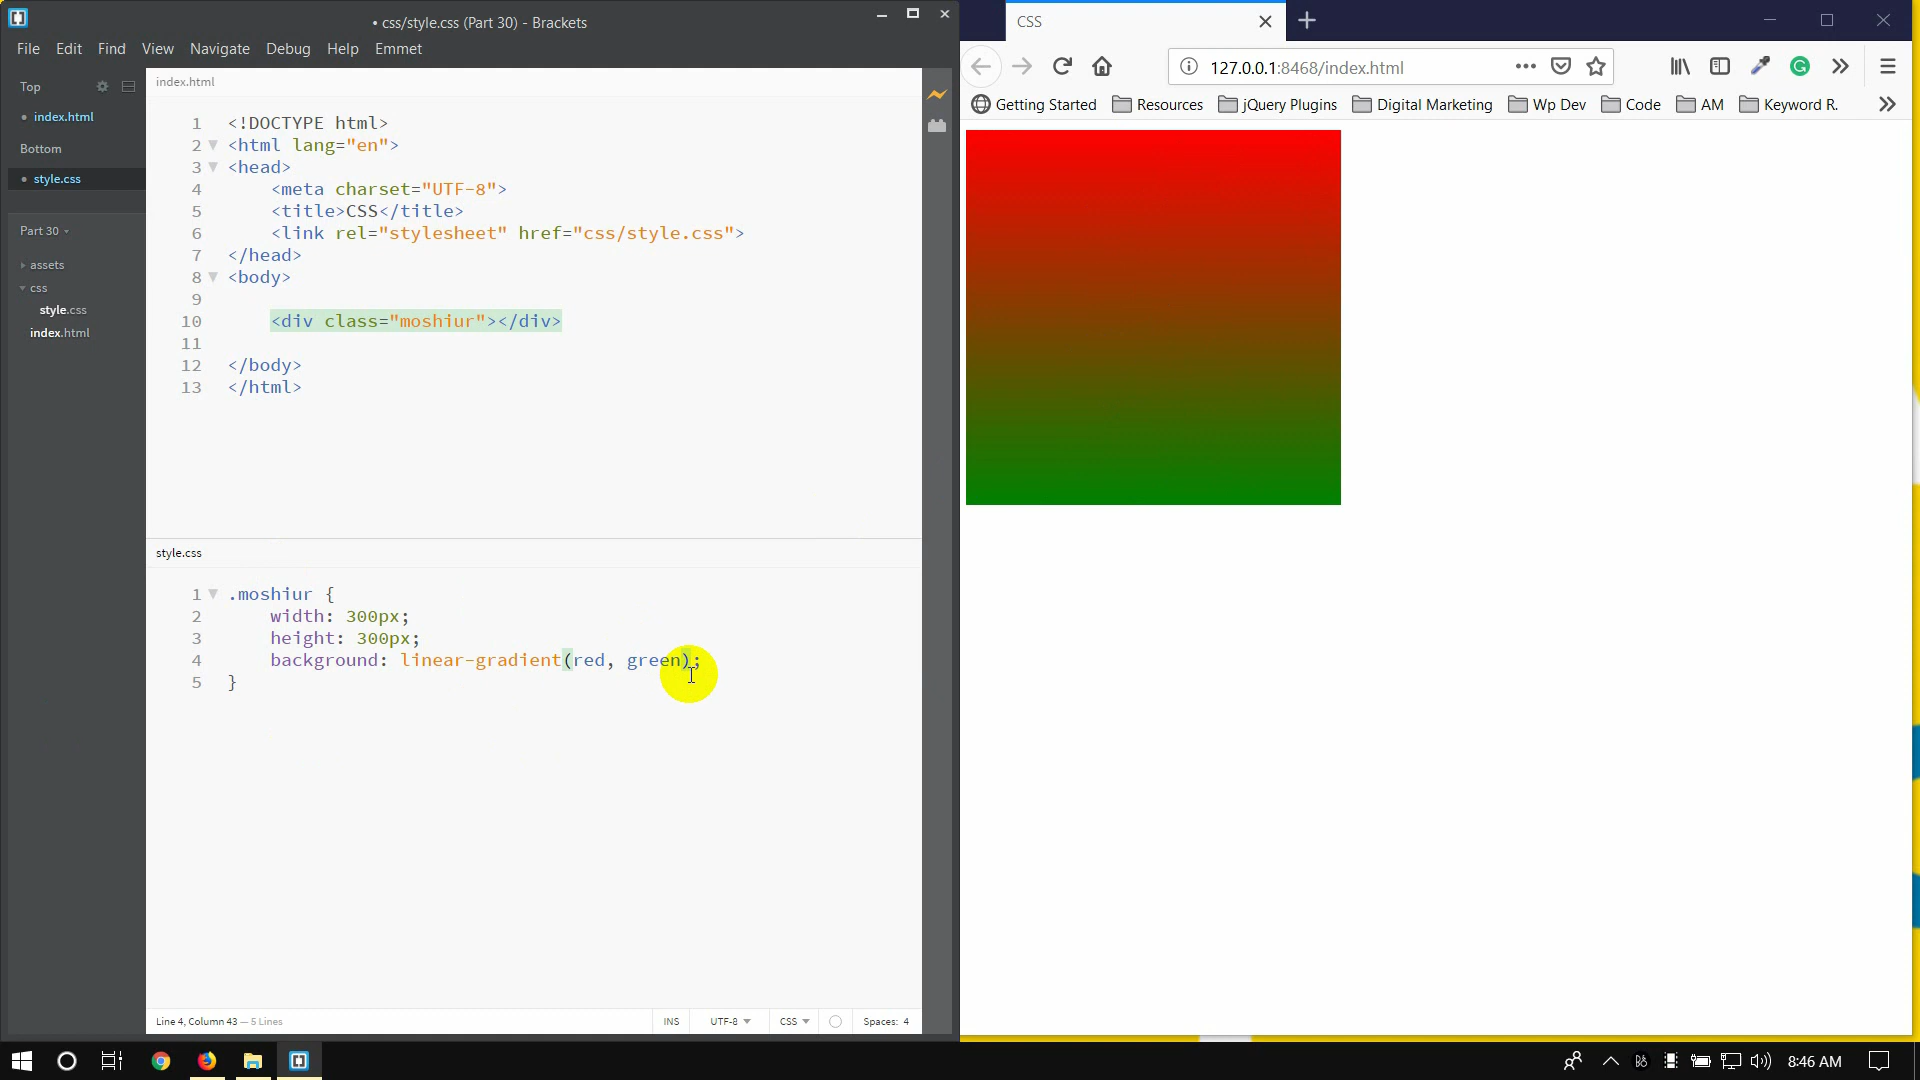 • css/style.css (Part 30) - Brackets
File Edit Find View Navigate Debug Help Emmet
Top
• index.html
Bottom
• style.css
Part 30
assets
css
style.css
index.html
index.html
1 <!DOCTYPE html>
2 <html lang="en">
3 <head>
4 <meta charset="UTF-8">
5 <title>CSS</title>
6 <link rel="stylesheet" href="css/style.css">
7 </head>
8 <body>
9
10 <div class="moshiur"></div>
11
12 </body>
13 </html>
style.css
1 .moshiur {
2 width: 300px;
3 height: 300px;
4 background: linear-gradient(red, green);
5 }
Line 4, Column 43 — 5 Lines
INS UTF-8 CSS Spaces: 4
CSS
127.0.0.1:8468/index.html
Getting Started Resources jQuery Plugins Digital Marketing Wp Dev Code AM Keyword R.
8:46 AM